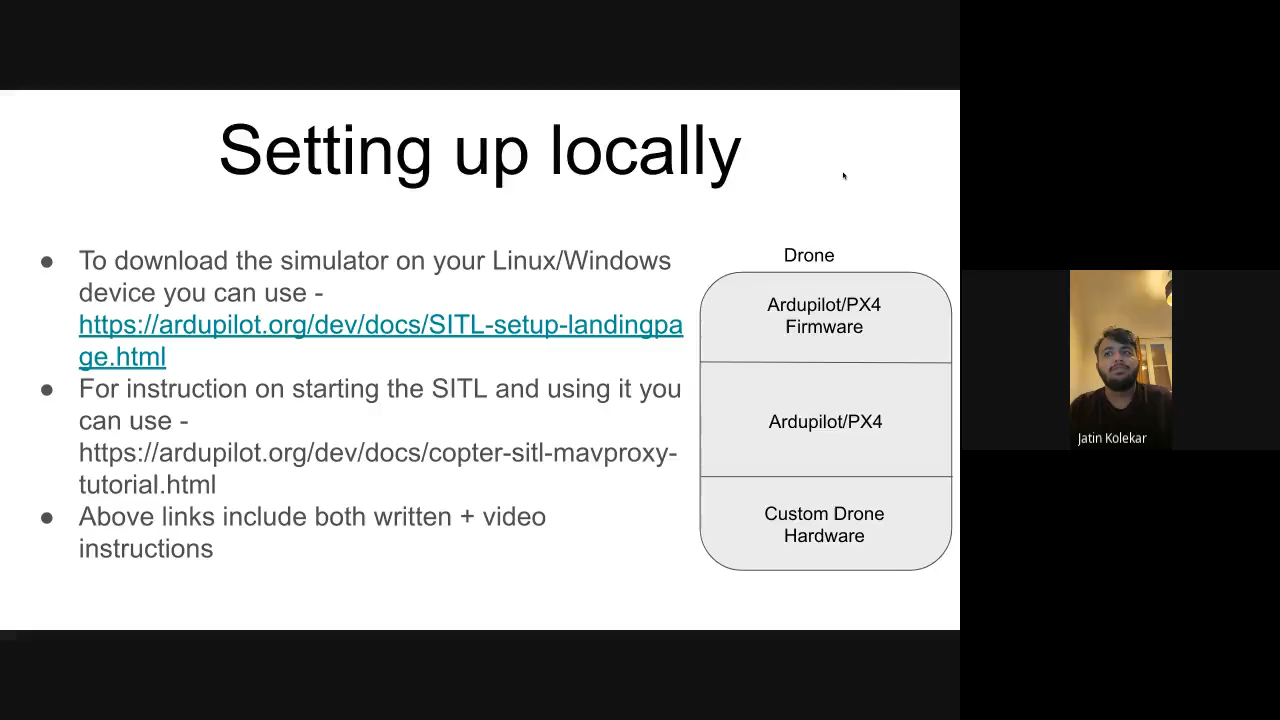 Setting up locally
● To download the simulator on your Linux/Windows
device you can use -
https://ardupilot.org/dev/docs/SITL-setup-landingpa
ge.html
● For instruction on starting the SITL and using it you
can use -
https://ardupilot.org/dev/docs/copter-sitl-mavproxy-
tutorial.html
● Above links include both written + video
instructions
Drone
Ardupilot/PX4
Firmware
Ardupilot/PX4
Custom Drone
Hardware
Jatin Kolekar